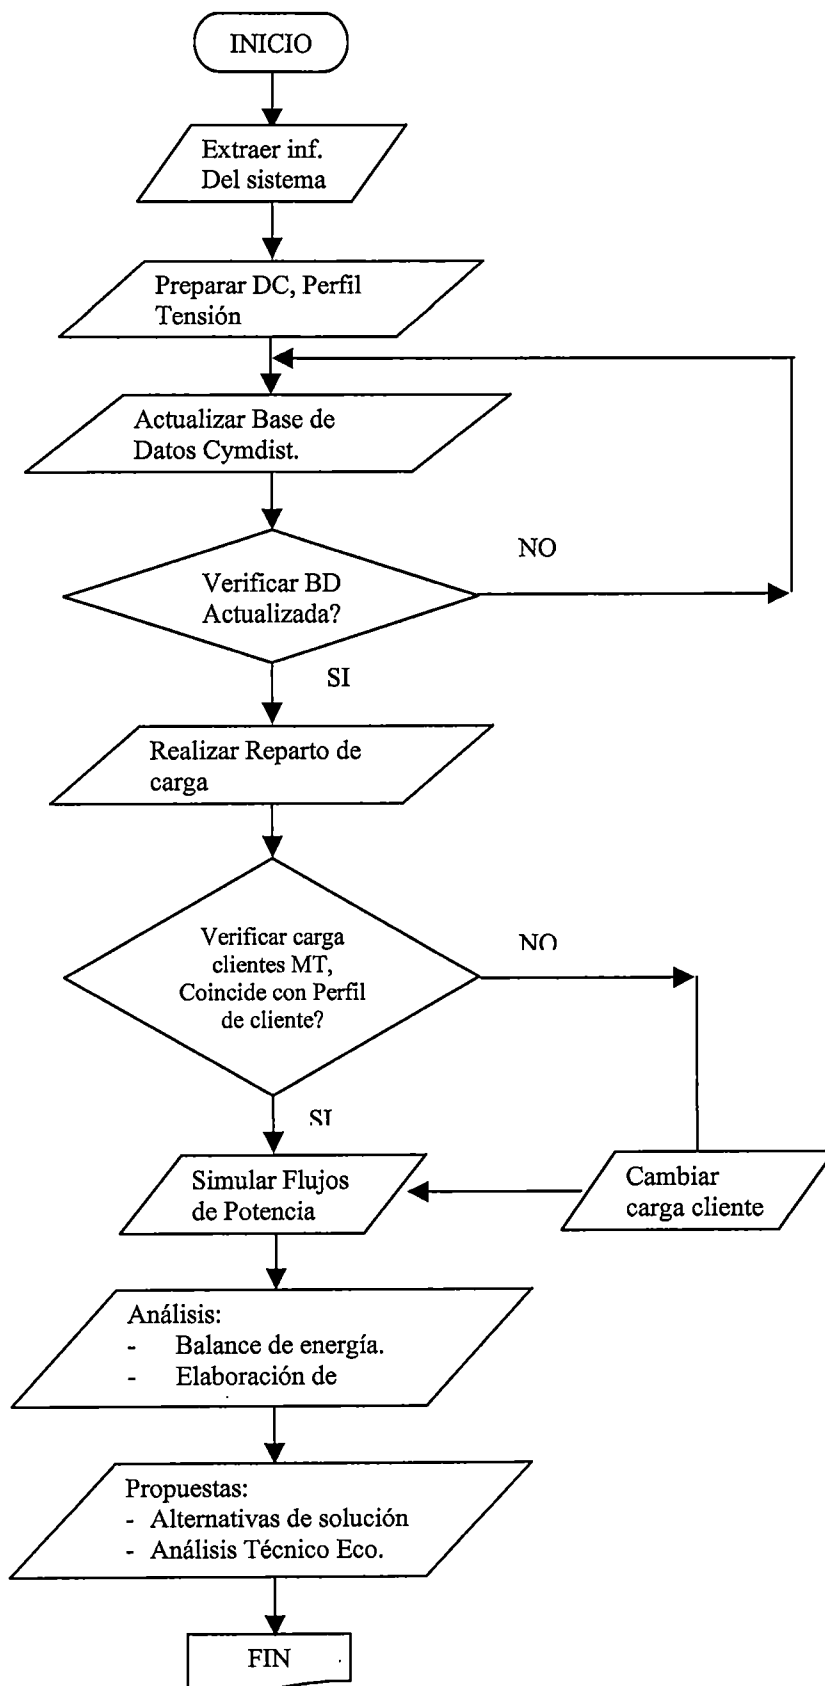 INICIO
Extraer inf.
Del sistema
Preparar DC, Perfil
Tensión
Actualizar Base de
Datos Cymdist.
NO
Verificar BD
Actualizada?
SI
Realizar Reparto de
carga
Verificar carga
clientes MT,
Coincide con Perfil
de cliente?
NO
SI
Simular Flujos
de Potencia
Cambiar
carga cliente
Análisis:
- Balance de energía.
- Elaboración de
Propuestas:
- Alternativas de solución
- Análisis Técnico Eco.
FIN